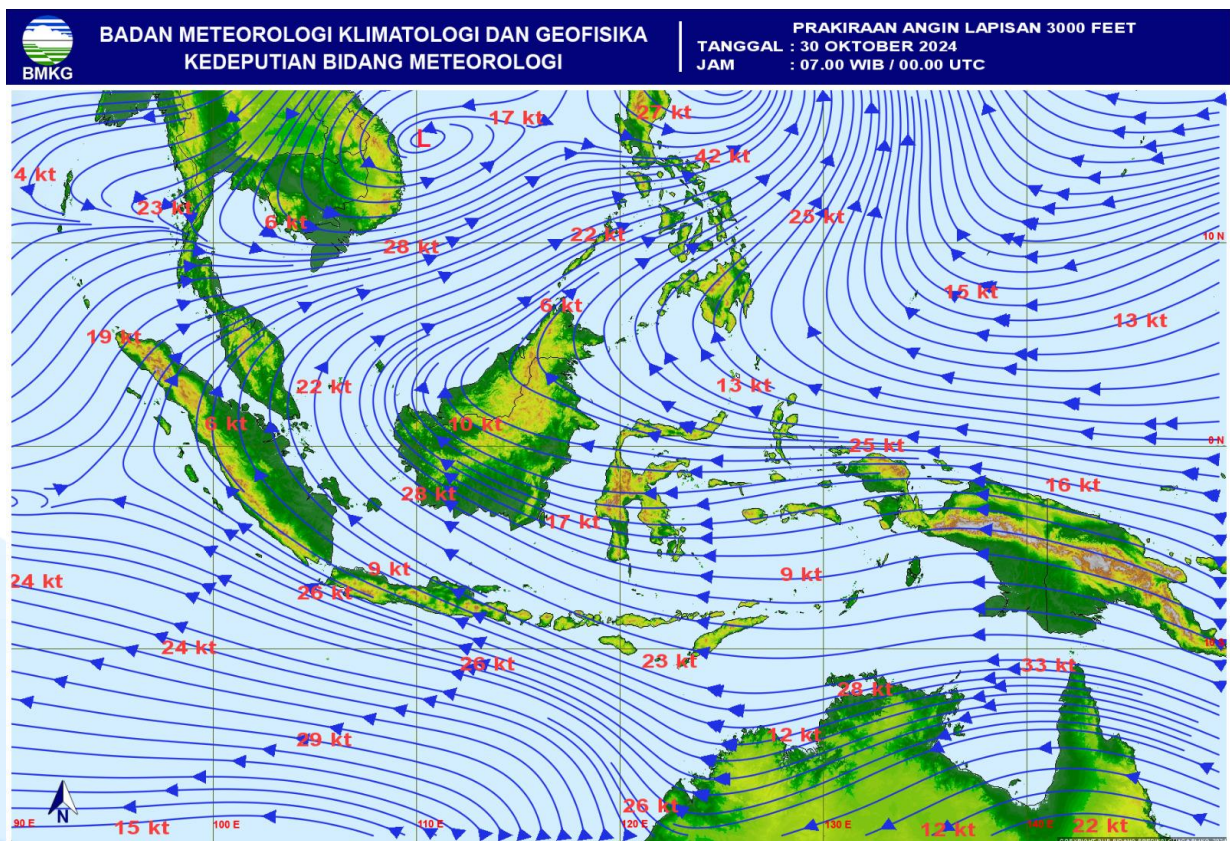 BADAN METEOROLOGI KLIMATOLOGI DAN GEOFISIKA
KEDEPUTIAN BIDANG METEOROLOGI
BMKG
PRAKIRAAN ANGIN LAPISAN 3000 FEET
TANGGAL : 30 OKTOBER 2024
JAM : 07.00 WIB / 00.00 UTC
17 kt
27 kt
L
42 kt
4 kt
23 kt
6 kt
25 kt
22 kt
28 kt
10 N
15 kt
6 kt
13 kt
19 kt
22 kt
13 kt
6 kt
10 kt
25 kt
0 N
28 kt
16 kt
17 kt
9 kt
9 kt
24 kt
26 kt
24 kt
26 kt
23 kt
33 kt
28 kt
29 kt
12 kt
26 kt
N
90 E
15 kt
100 E
110 E
120 E
130 E
12 kt
140 E
22 kt